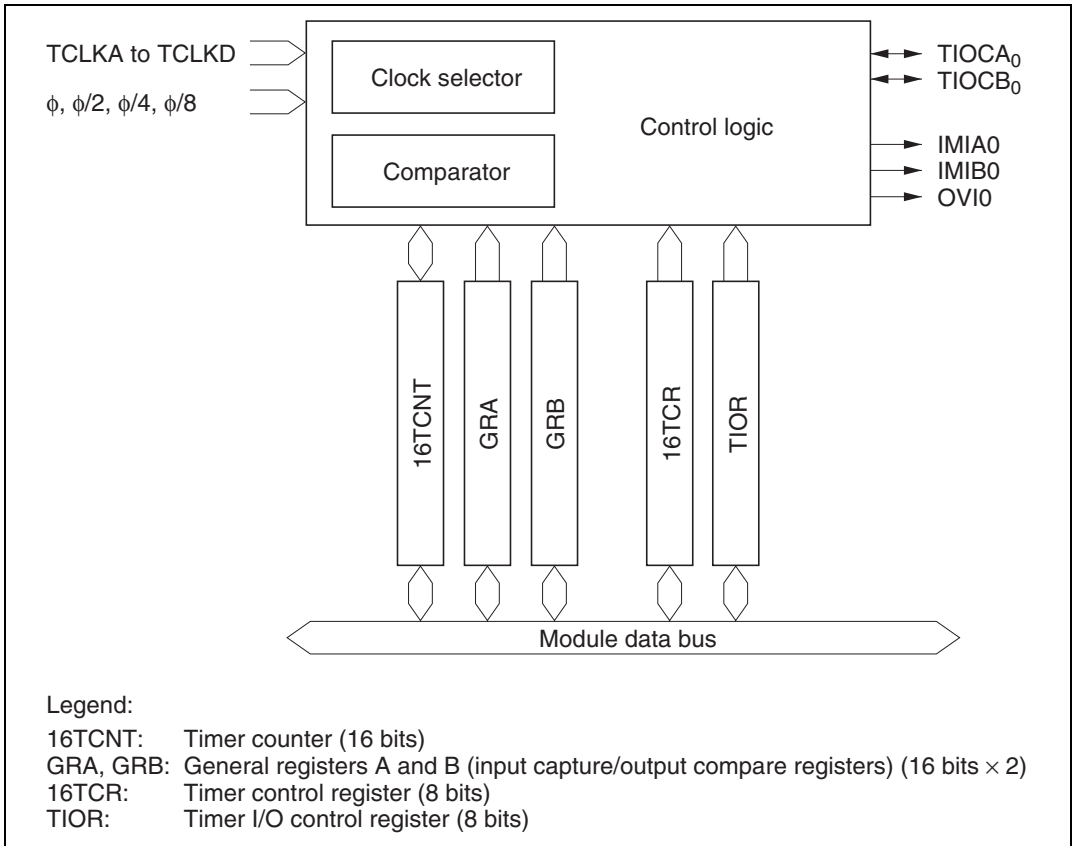 TCLKA to TCLKD
ϕ, ϕ/2, ϕ/4, ϕ/8
Clock selector
Comparator
Control logic
TIOCA0
TIOCB0
IMIA0
IMIB0
OVI0
16TCNT
GRA
GRB
16TCR
TIOR
Module data bus
Legend:
16TCNT: Timer counter (16 bits)
GRA, GRB: General registers A and B (input capture/output compare registers) (16 bits × 2)
16TCR: Timer control register (8 bits)
TIOR: Timer I/O control register (8 bits)